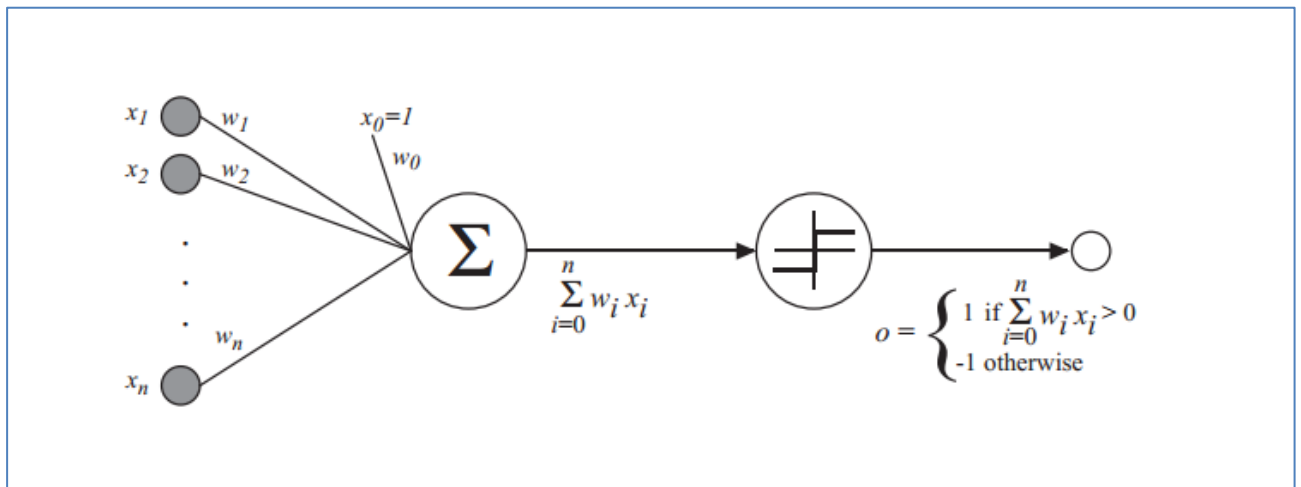 x₁ w₁ x₀=1
w₀
x₂ w₂
.
.
.
wₙ
xₙ
Σ
n
Σ wᵢ xᵢ
i=0
n
o = { 1 if Σ wᵢ xᵢ > 0
i=0
-1 otherwise